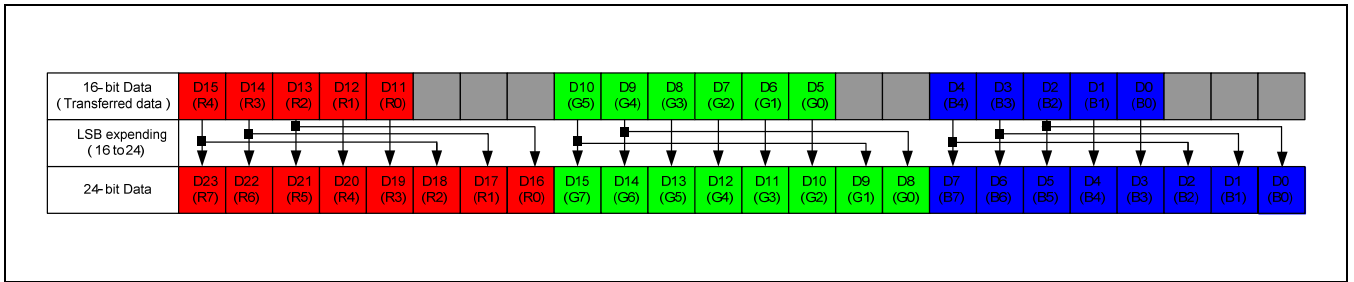 16-bit Data
(Transferred data)
D15 D14 D13 D12 D11 D10 D9 D8 D7 D6 D5 D4 D3 D2 D1 D0
(R4) (R3) (R2) (R1) (R0) (G5) (G4) (G3) (G2) (G1) (G0) (B4) (B3) (B2) (B1) (B0)
LSB expending
(16 to 24)
24-bit Data
D23 D22 D21 D20 D19 D18 D17 D16 D15 D14 D13 D12 D11 D10 D9 D8 D7 D6 D5 D4 D3 D2 D1 D0
(R7) (R6) (R5) (R4) (R3) (R2) (R1) (R0) (G7) (G6) (G5) (G4) (G3) (G2) (G1) (G0) (B7) (B6) (B5) (B4) (B3) (B2) (B1) (B0)